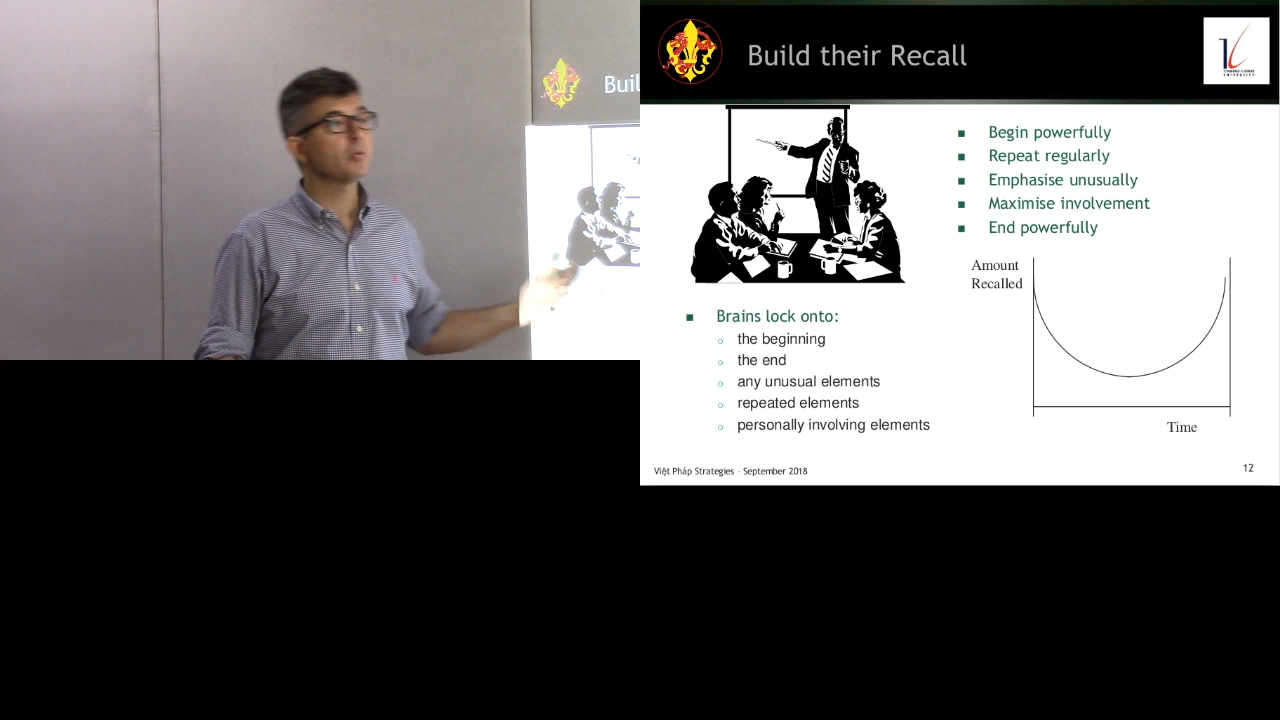 Buil
Build their Recall
UNIVERSITY
■ Begin powerfully
■ Repeat regularly
■ Emphasise unusually
■ Maximise involvement
■ End powerfully
Amount
Recalled
Time
■ Brains lock onto:
○ the beginning
○ the end
○ any unusual elements
○ repeated elements
○ personally involving elements
Việt Pháp Strategies - September 2018
12